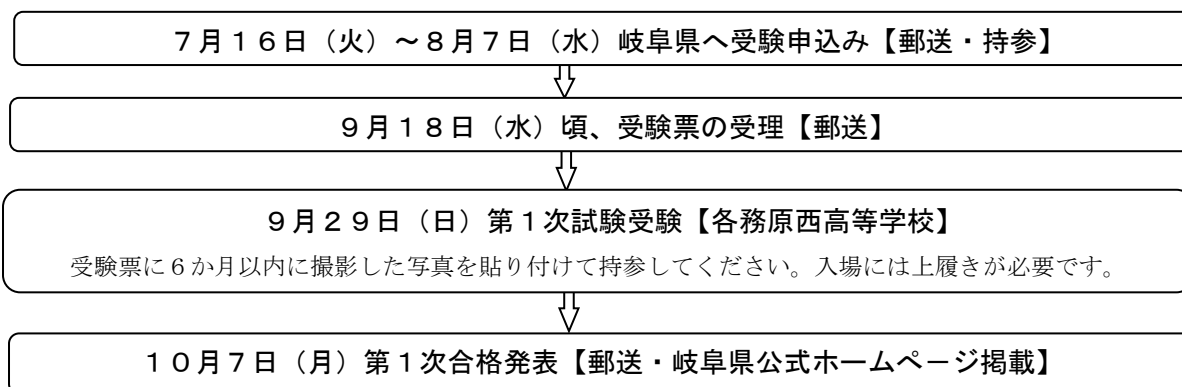 ７月１６日（火）～８月７日（水）岐阜県へ受験申込み【郵送・持参】
９月１８日（水）頃、受験票の受理【郵送】
９月２９日（日）第１次試験受験【各務原西高等学校】
受験票に６か月以内に撮影した写真を貼り付けて持参してください。入場には上履きが必要です。
１０月７日（月）第１次合格発表【郵送・岐阜県公式ホームページ掲載】